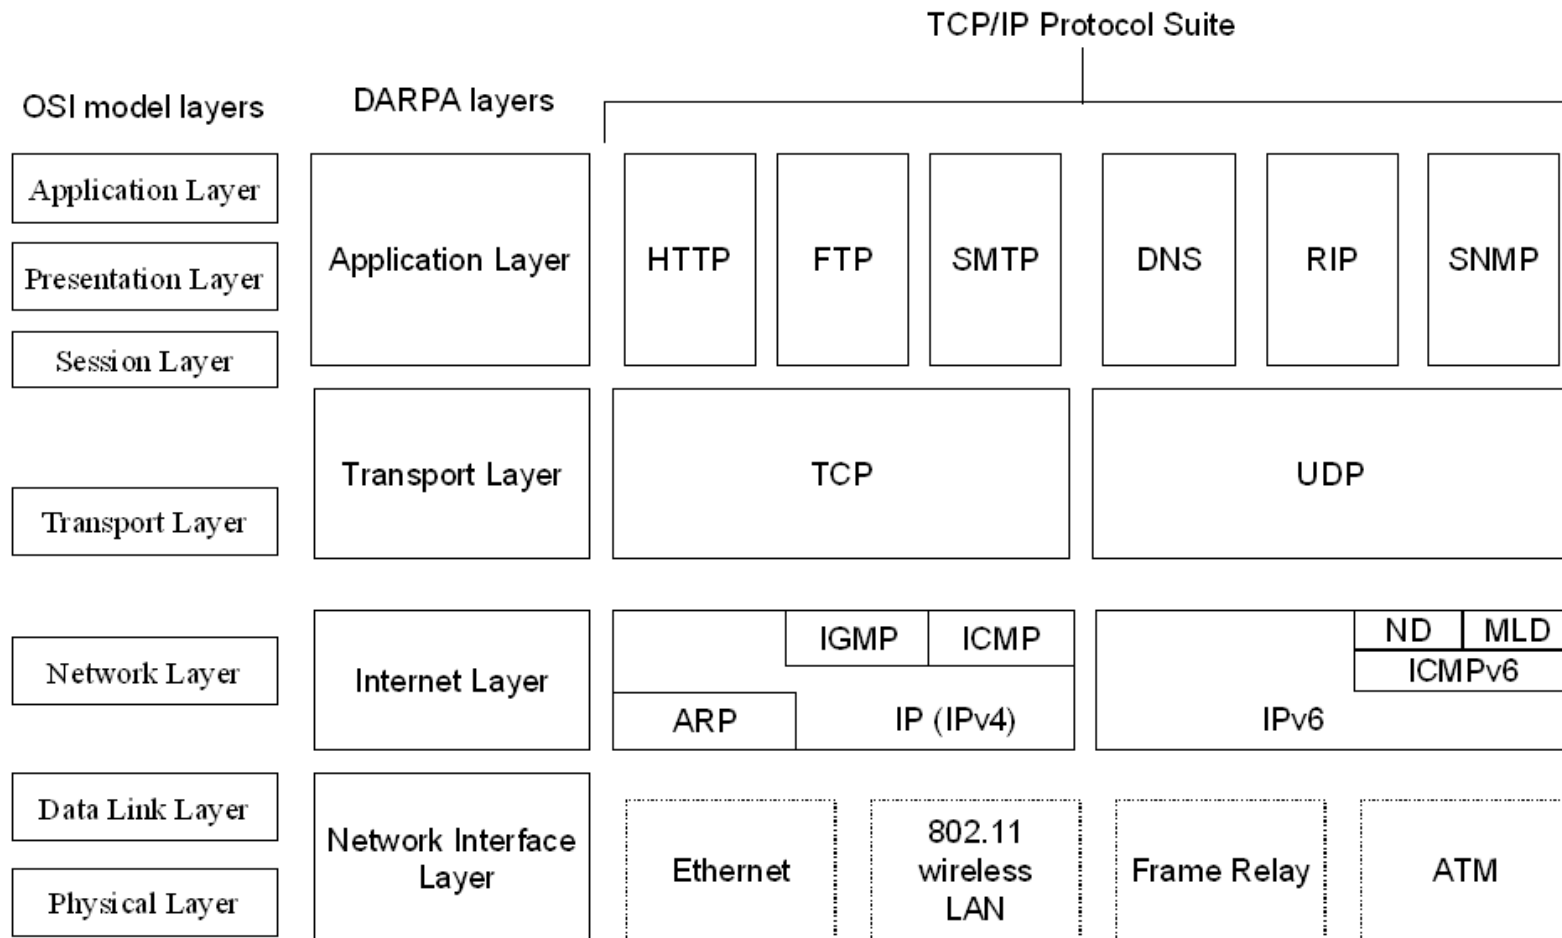 TCP/IP Protocol Suite
OSI model layers
DARPA layers
Application Layer
Presentation Layer
Session Layer
Application Layer
HTTP
FTP
SMTP
DNS
RIP
SNMP
Transport Layer
Transport Layer
TCP
UDP
Network Layer
Internet Layer
IGMP
ICMP
ARP
IP (IPv4)
ND
MLD
ICMPv6
IPv6
Data Link Layer
Physical Layer
Network Interface
Layer
Ethernet
802.11
wireless
LAN
Frame Relay
ATM